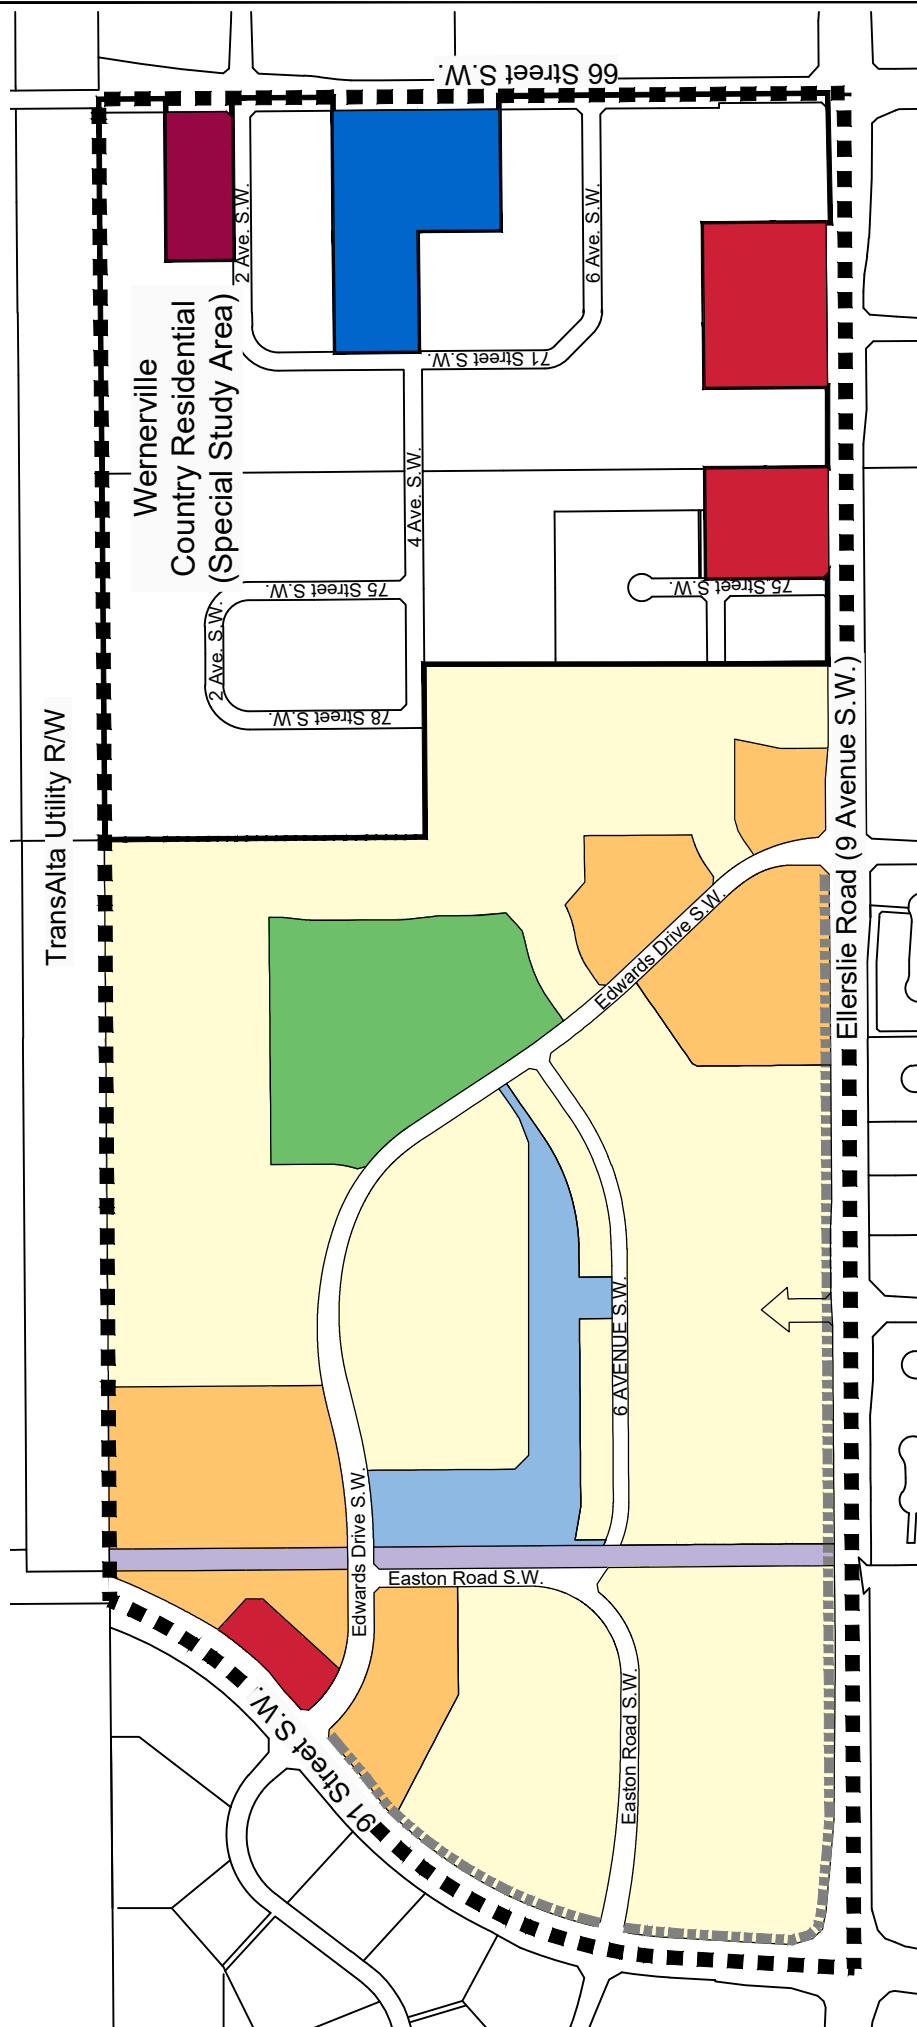 66 Street S.W.
2 Ave. S.W.
6 Ave. S.W.
Wernerville
Country Residential
(Special Study Area)
71 Street S.W.
4 Ave. S.W.
75 Street S.W.
75 Street S.W.
2 Ave. S.W.
78 Street S.W.
TransAlta Utility R/W
Ellerslie Road (9 Avenue S.W.)
Edwards Drive S.W.
6 AVENUE S.W.
Edwards Drive S.W.
Easton Road S.W.
Easton Road S.W.
91 Street S.W.